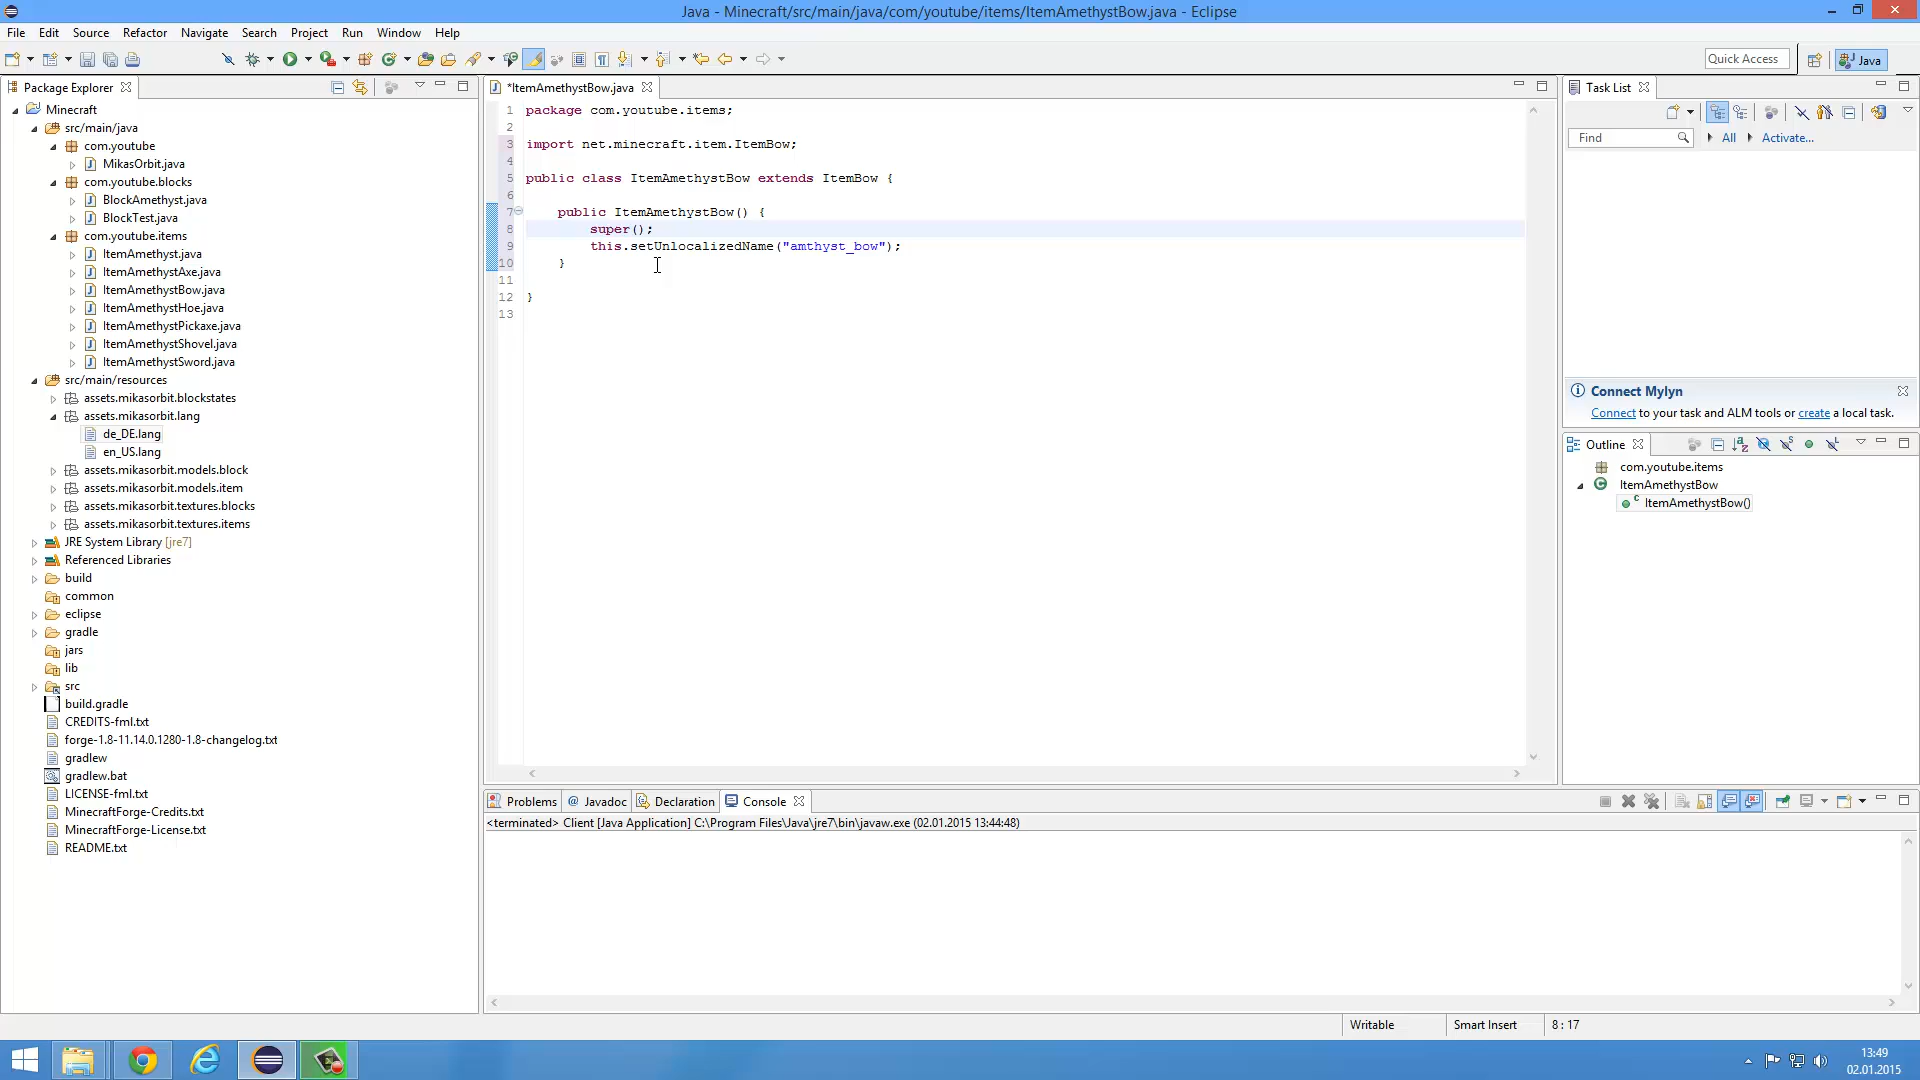 Java - Minecraft/src/main/java/com/youtube/items/ItemAmethystBow.java - Eclipse
File Edit Source Refactor Navigate Search Project Run Window Help
Quick Access
Java
Package Explorer
Minecraft
src/main/java
com.youtube
MikasOrbit.java
com.youtube.blocks
BlockAmethyst.java
BlockTest.java
com.youtube.items
ItemAmethyst.java
ItemAmethystAxe.java
ItemAmethystBow.java
ItemAmethystHoe.java
ItemAmethystPickaxe.java
ItemAmethystShovel.java
ItemAmethystSword.java
src/main/resources
assets.mikasorbit.blockstates
assets.mikasorbit.lang
de_DE.lang
en_US.lang
assets.mikasorbit.models.block
assets.mikasorbit.models.item
assets.mikasorbit.textures.blocks
assets.mikasorbit.textures.items
JRE System Library [jre7]
Referenced Libraries
build
common
eclipse
gradle
jars
lib
src
build.gradle
CREDITS-fml.txt
forge-1.8-11.14.0.1280-1.8-changelog.txt
gradlew
gradlew.bat
LICENSE-fml.txt
MinecraftForge-Credits.txt
MinecraftForge-License.txt
README.txt
*ItemAmethystBow.java
1 package com.youtube.items;
2
3 import net.minecraft.item.ItemBow;
4
5 public class ItemAmethystBow extends ItemBow {
6
7 public ItemAmethystBow() {
8 super();
9 this.setUnlocalizedName("amthyst_bow");
10 }
11
12 }
13
Task List
Find All Activate...
Connect Mylyn
Connect to your task and ALM tools or create a local task.
Outline
com.youtube.items
ItemAmethystBow
ItemAmethystBow()
Problems @ Javadoc Declaration Console
<terminated> Client [Java Application] C:\Program Files\Java\jre7\bin\javaw.exe (02.01.2015 13:44:48)
Writable Smart Insert 8 : 17
13:49
02.01.2015